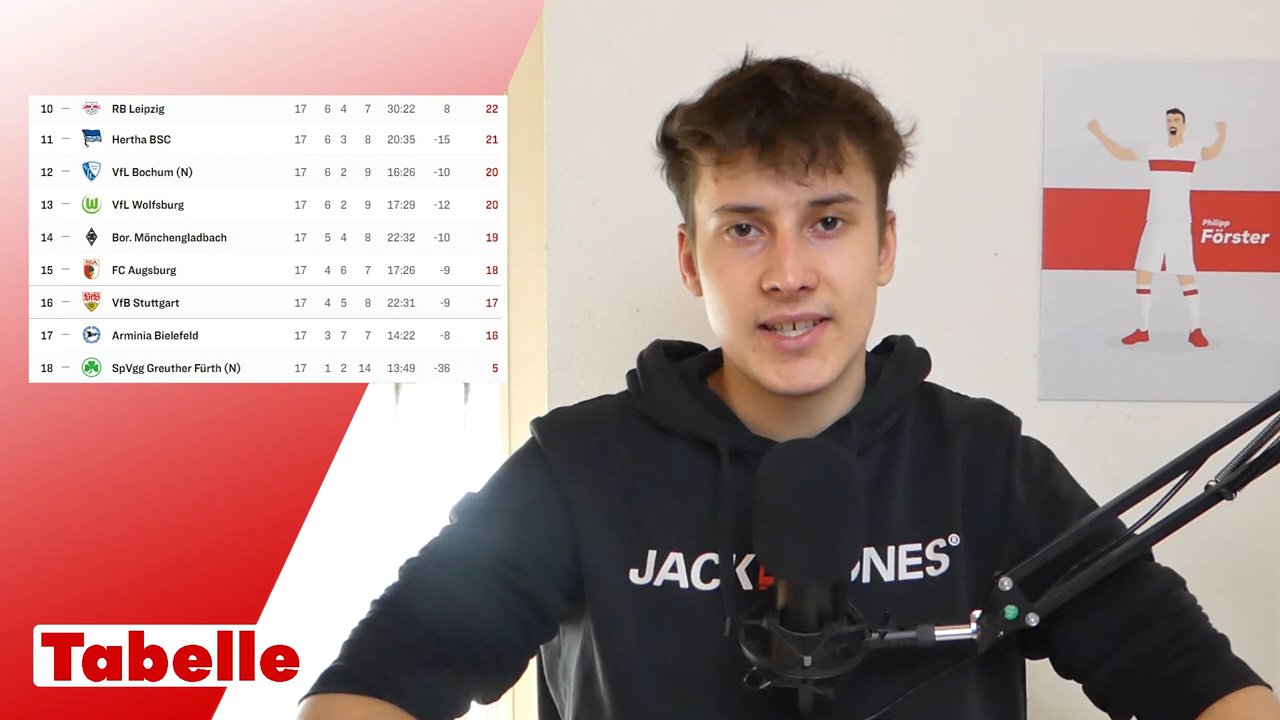 10 – RB Leipzig 17 6 4 7 30:22 8 22
11 – Hertha BSC 17 6 3 8 20:35 -15 21
12 – VfL Bochum (N) 17 6 2 9 16:26 -10 20
13 – VfL Wolfsburg 17 6 2 9 17:29 -12 20
14 – Bor. Mönchengladbach 17 5 4 8 22:32 -10 19
15 – FC Augsburg 17 4 6 7 17:26 -9 18
16 – VfB Stuttgart 17 4 5 8 22:31 -9 17
17 – Arminia Bielefeld 17 3 7 7 14:22 -8 16
18 – SpVgg Greuther Fürth (N) 17 1 2 14 13:49 -36 5
Philipp
Förster
JACK ONES®
Tabelle